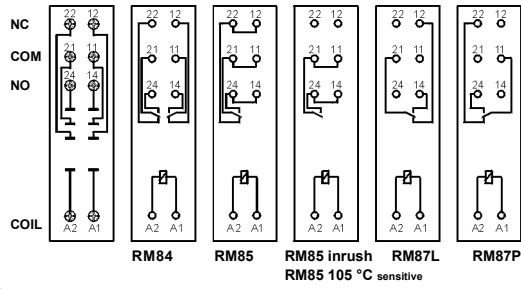 22 12 22 12 22 12 22 12 22 12 22 12
NC
COM
21 11 21 11 21 11 21 11 21 11 21 11
NO
24 14 24 14 24 14 24 14 24 14 24 14
COIL
A2 A1 A2 A1 A2 A1 A2 A1 A2 A1 A2 A1
RM84 RM85 RM85 inrush RM87L RM87P
RM85 105 °C sensitive